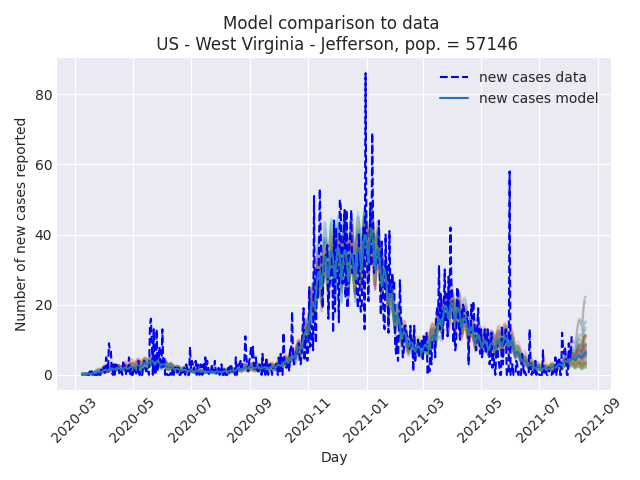 Model comparison to data
US - West Virginia - Jefferson, pop. = 57146
new cases data
new cases model
Number of new cases reported
80
60
40
20
0
2020-03
2020-05
2020-07
2020-09
2020-11
2021-01
2021-03
2021-05
2021-07
2021-09
Day